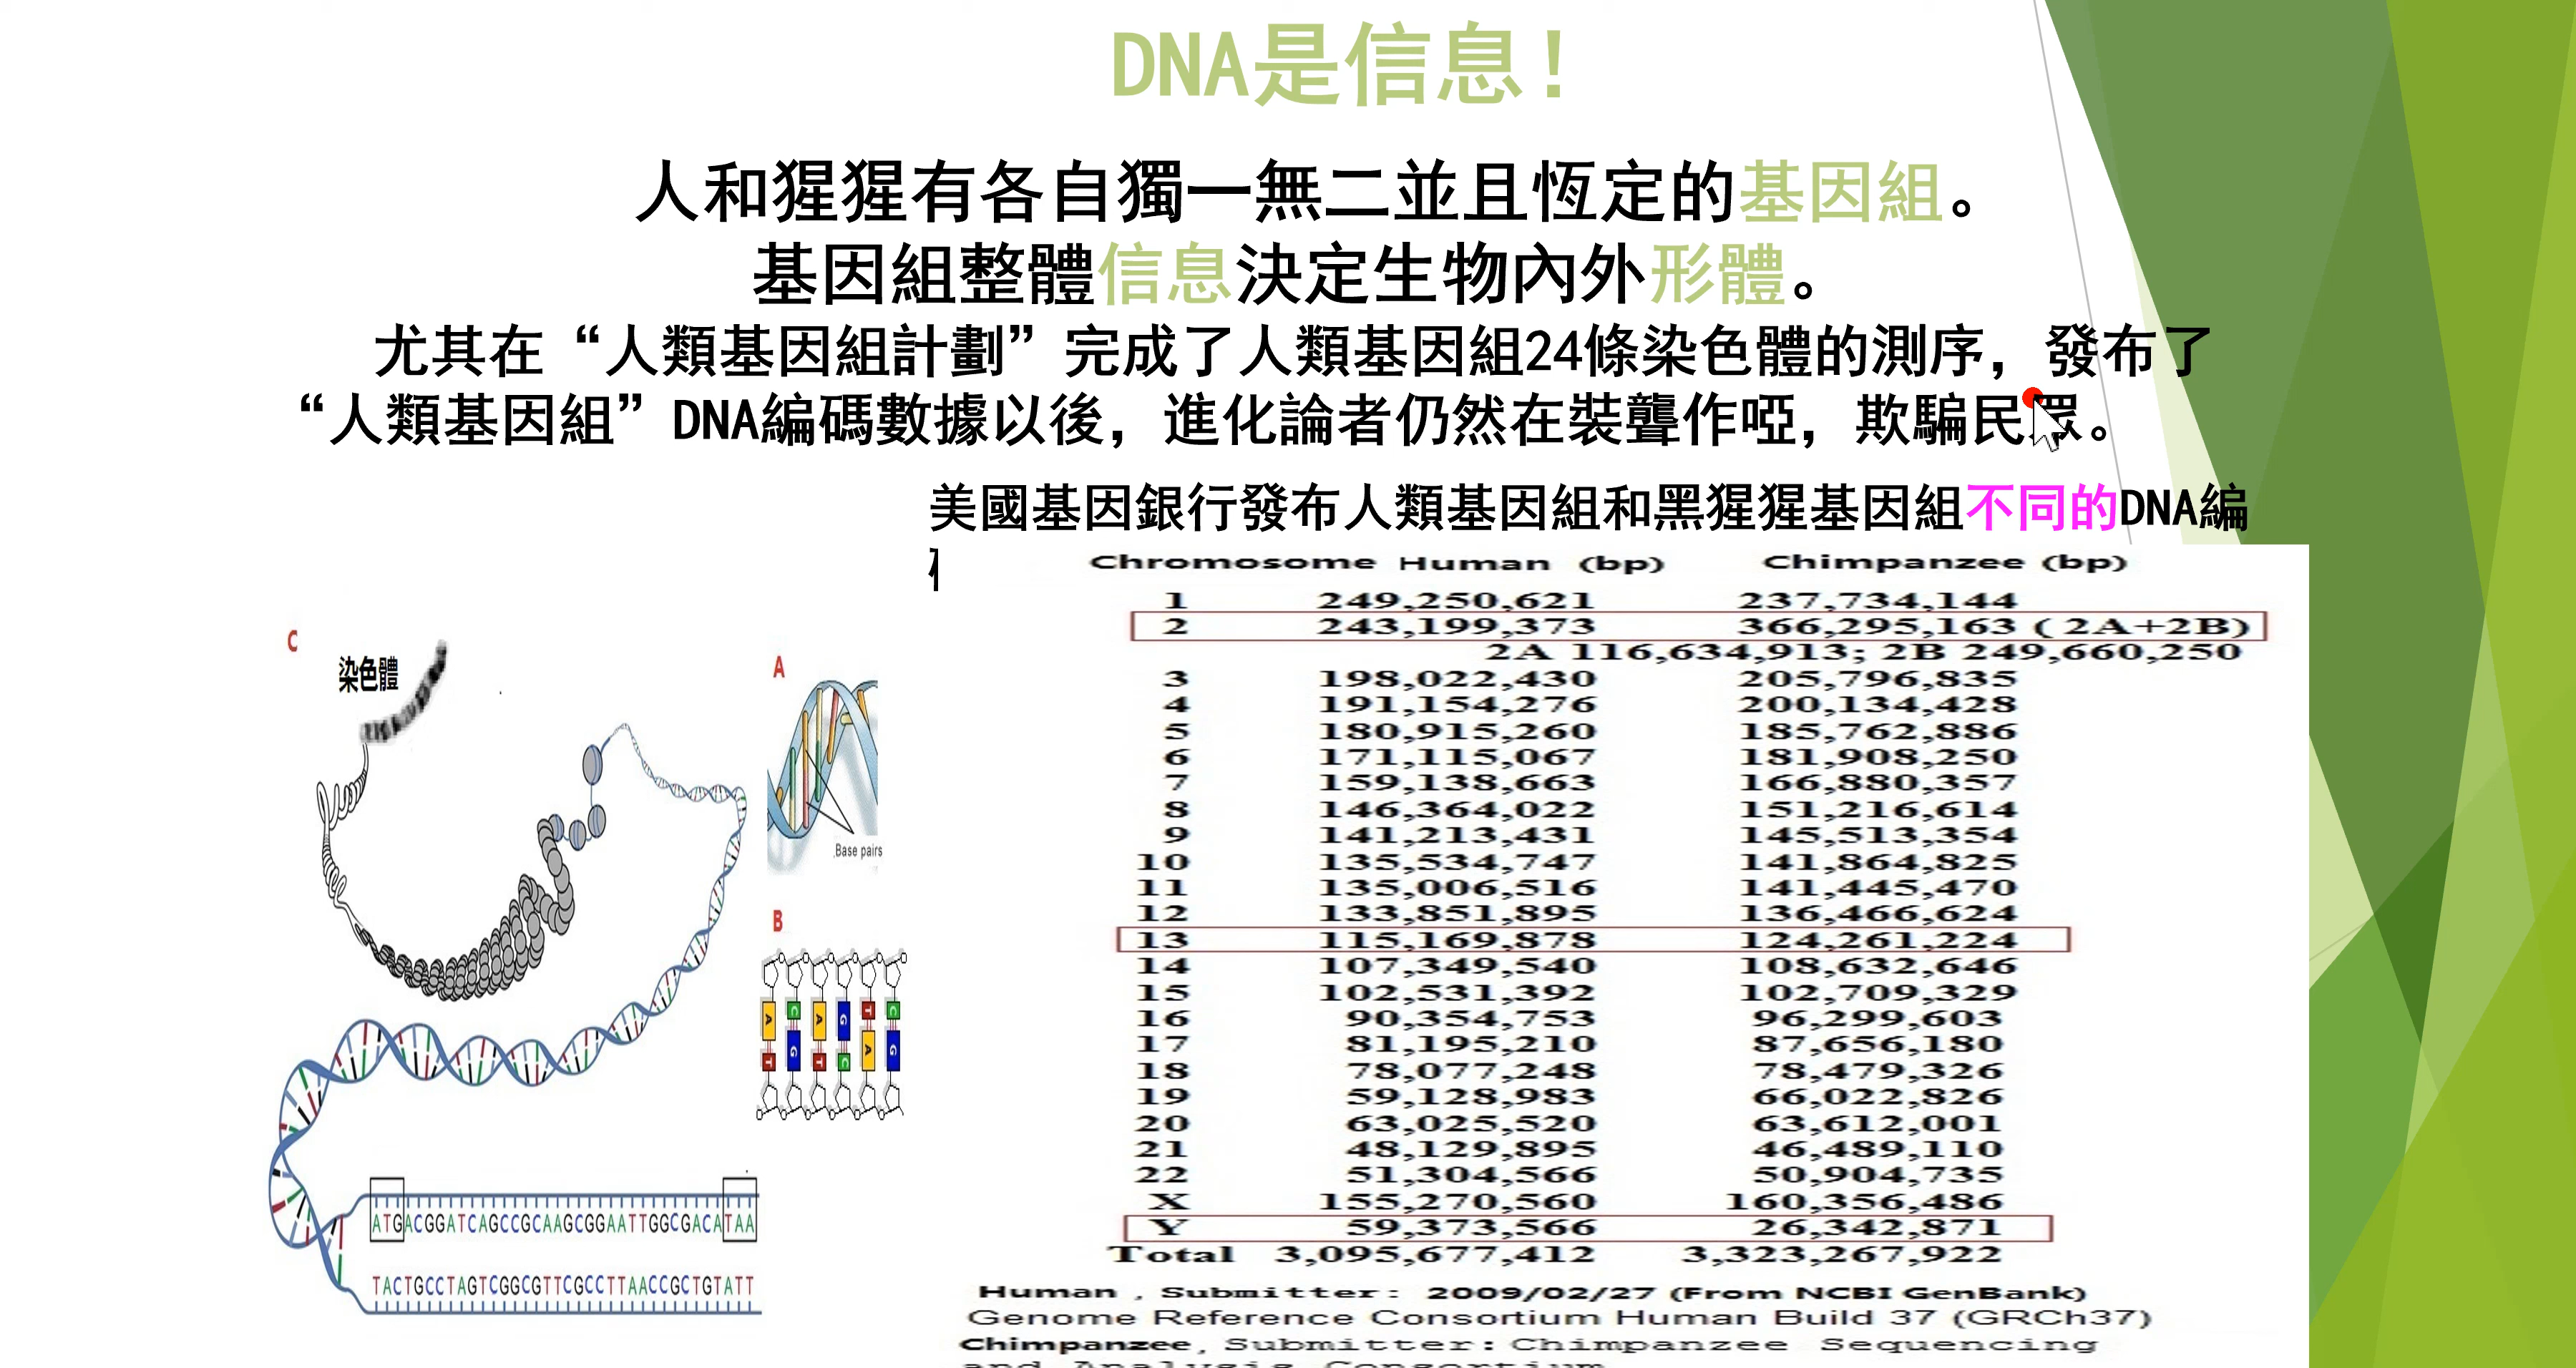 DNA是信息！
人和猩猩有各自獨一無二並且恆定的基因組。
基因組整體信息決定生物內外形體。
尤其在“人類基因組計劃”完成了人類基因組24條染色體的測序，發布了
“人類基因組”DNA編碼數據以後，進化論者仍然在裝聾作啞，欺騙民眾。
美國基因銀行發布人類基因組和黑猩猩基因組不同的DNA編
Chromosome Human (bp) Chimpanzee (bp)
1 249,250,621 237,734,144
2 243,199,373 366,295,163 ( 2A+2B)
2A 116,634,913; 2B 249,660,250
3 198,022,430 205,796,835
4 191,154,276 200,134,428
5 180,915,260 185,762,886
6 171,115,067 181,908,250
7 159,138,663 166,880,357
8 146,364,022 151,216,614
9 141,213,431 145,513,354
10 135,534,747 141,864,825
11 135,006,516 141,445,470
12 133,851,895 136,466,624
13 115,169,878 124,261,224
14 107,349,540 108,632,646
15 102,531,392 102,709,329
16 90,354,753 96,299,603
17 81,195,210 87,656,180
18 78,077,248 78,479,326
19 59,128,983 66,022,826
20 63,025,520 63,612,001
21 48,129,895 46,489,110
22 51,304,566 50,904,735
X 155,270,560 160,356,486
Y 59,373,566 26,342,871
Total 3,095,677,412 3,323,267,922
Human , Submitter: 2009/02/27 (From NCBI GenBank)
Genome Reference Consortium Human Build 37 (GRCh37)
Chimpanzee, Submitter: Chimpanzee Sequencing
and Analysis Consortium
C
染色體
A
Base pairs
B
A C A G T C
T G T C A G
ATGACGGATCAGCCGCAAGCGGAATTGGCGACATAA
TACTGCCTAGTCGGCGTTCGCCTTAACCGCTGTATT